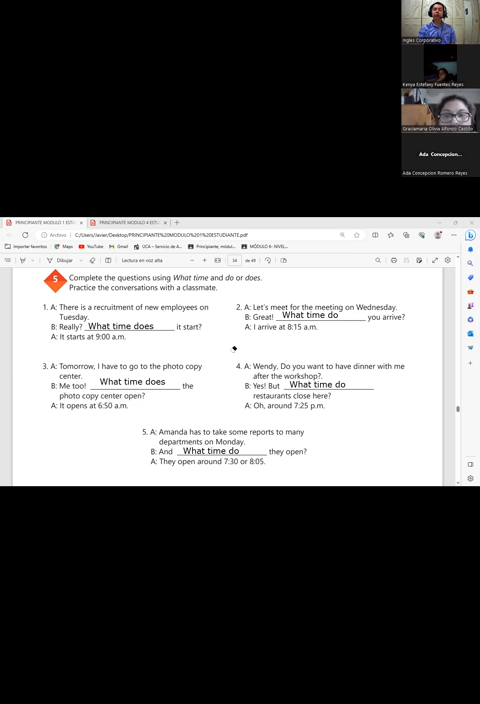 Ingles Corporativo
Kenya Estefany Fuentes Reyes
Graciamaria Olivia Alfonso Castillo
Ada Concepcion...
Ada Concepcion Romero Reyes
PRINCIPIANTE MODULO 1 ESTU
PRINCIPIANTE MODULO 4 EST
Archivo
C:/Users/Javier/Desktop/PRINCIPIANTE%20MODULO%201%20ESTUDIANTE.pdf
Importar favoritos
Maps
YouTube
Gmail
UCA – Servicio de A...
Principiante, módul...
MÓDULO 6- NIVEL...
Dibujar
Lectura en voz alta
34
de 49
5
Complete the questions using What time and do or does.
Practice the conversations with a classmate.
1. A: There is a recruitment of new employees on
Tuesday.
B: Really? What time does it start?
A: It starts at 9:00 a.m.
2. A: Let's meet for the meeting on Wednesday.
B: Great! What time do you arrive?
A: I arrive at 8:15 a.m.
3. A: Tomorrow, I have to go to the photo copy
center.
B: Me too! What time does the
photo copy center open?
A: It opens at 6:50 a.m.
4. A: Wendy, Do you want to have dinner with me
after the workshop?.
B: Yes! But What time do
restaurants close here?
A: Oh, around 7:25 p.m.
5. A: Amanda has to take some reports to many
departments on Monday.
B: And What time do they open?
A: They open around 7:30 or 8:05.